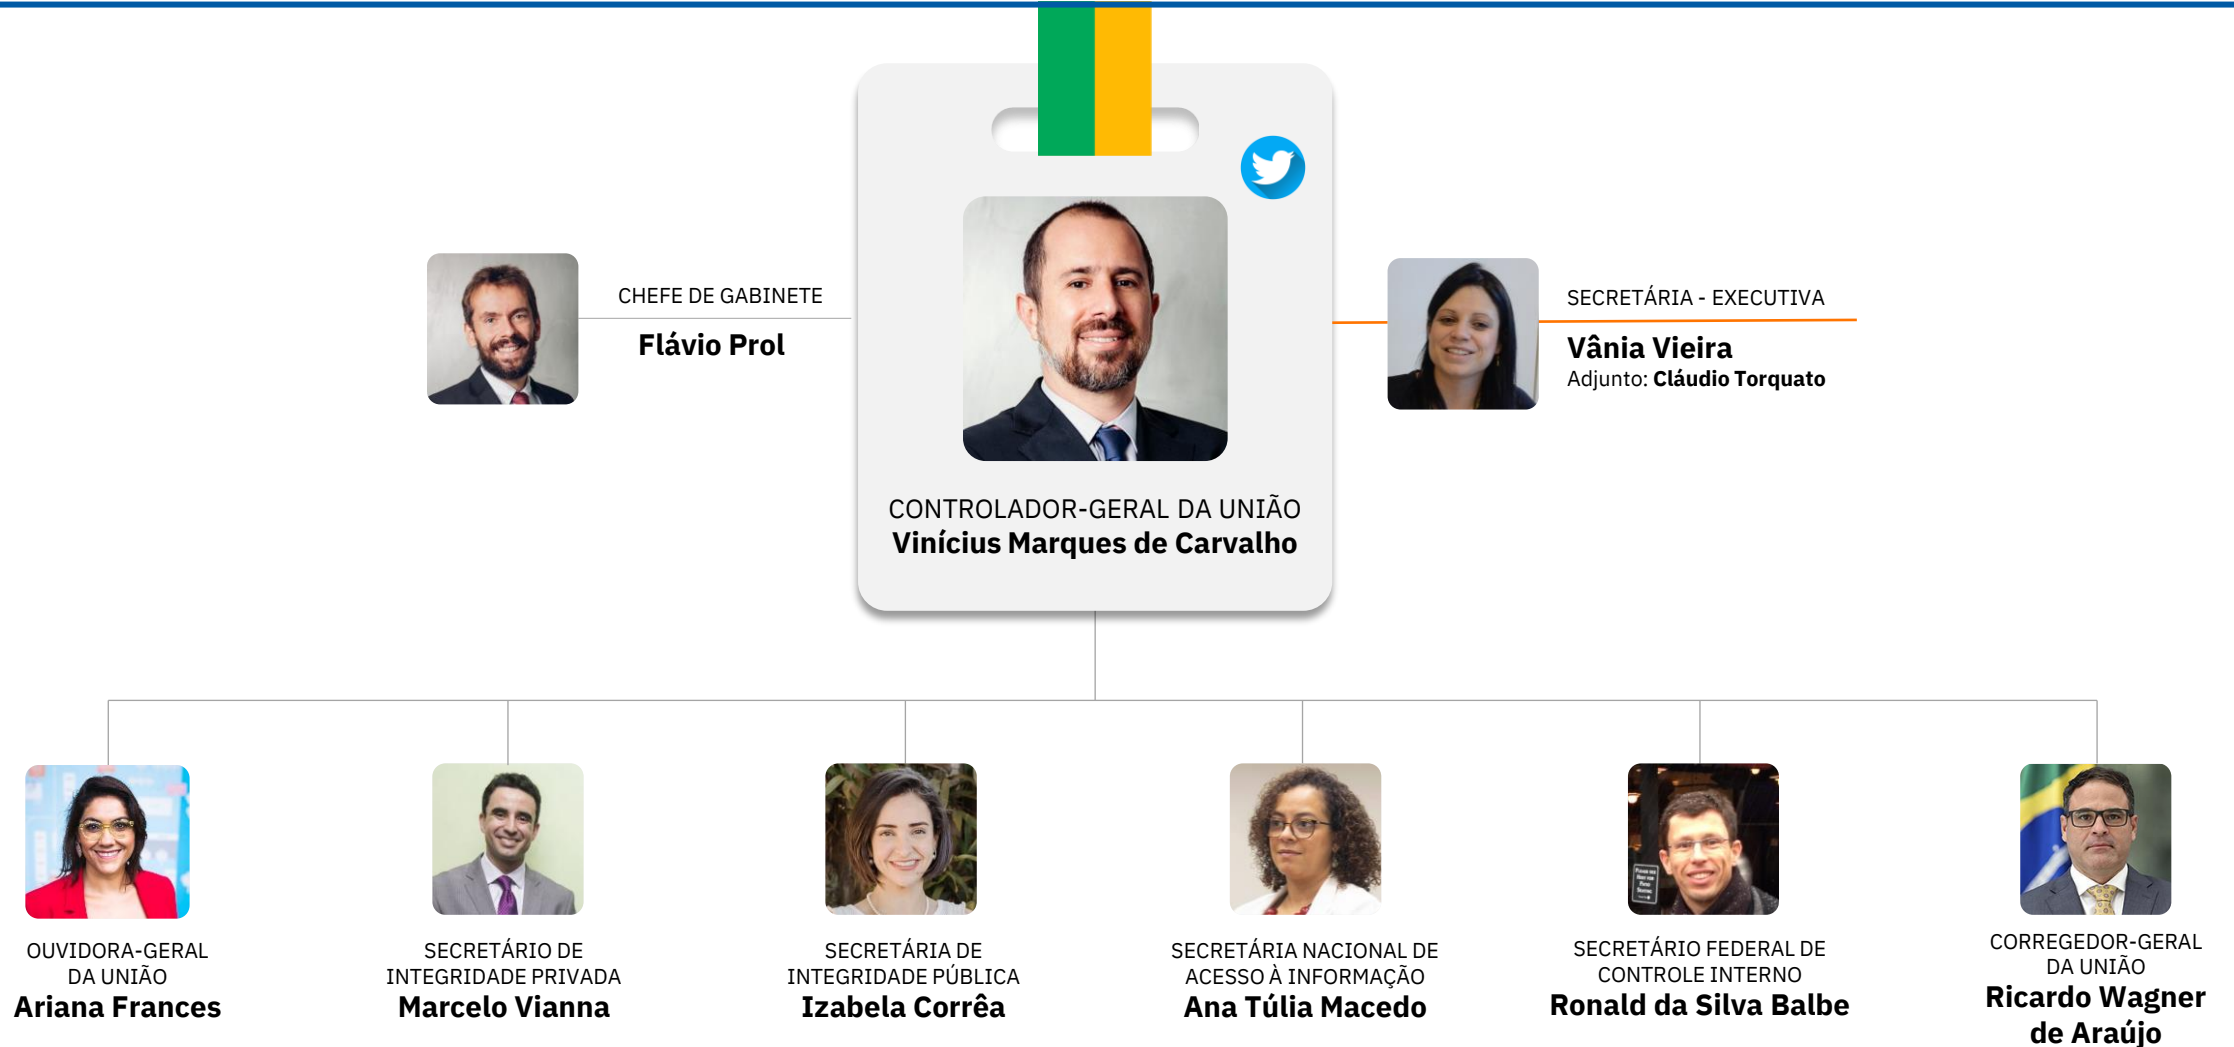 CHEFE DE GABINETE
Flávio Prol
CONTROLADOR-GERAL DA UNIÃO
Vinícius Marques de Carvalho
SECRETÁRIA - EXECUTIVA
Vânia Vieira
Adjunto: Cláudio Torquato
OUVIDORA-GERAL
DA UNIÃO
Ariana Frances
SECRETÁRIO DE
INTEGRIDADE PRIVADA
Marcelo Vianna
SECRETÁRIA DE
INTEGRIDADE PÚBLICA
Izabela Corrêa
SECRETÁRIA NACIONAL DE
ACESSO À INFORMAÇÃO
Ana Túlia Macedo
SECRETÁRIO FEDERAL DE
CONTROLE INTERNO
Ronald da Silva Balbe
CORREGEDOR-GERAL
DA UNIÃO
Ricardo Wagner
de Araújo